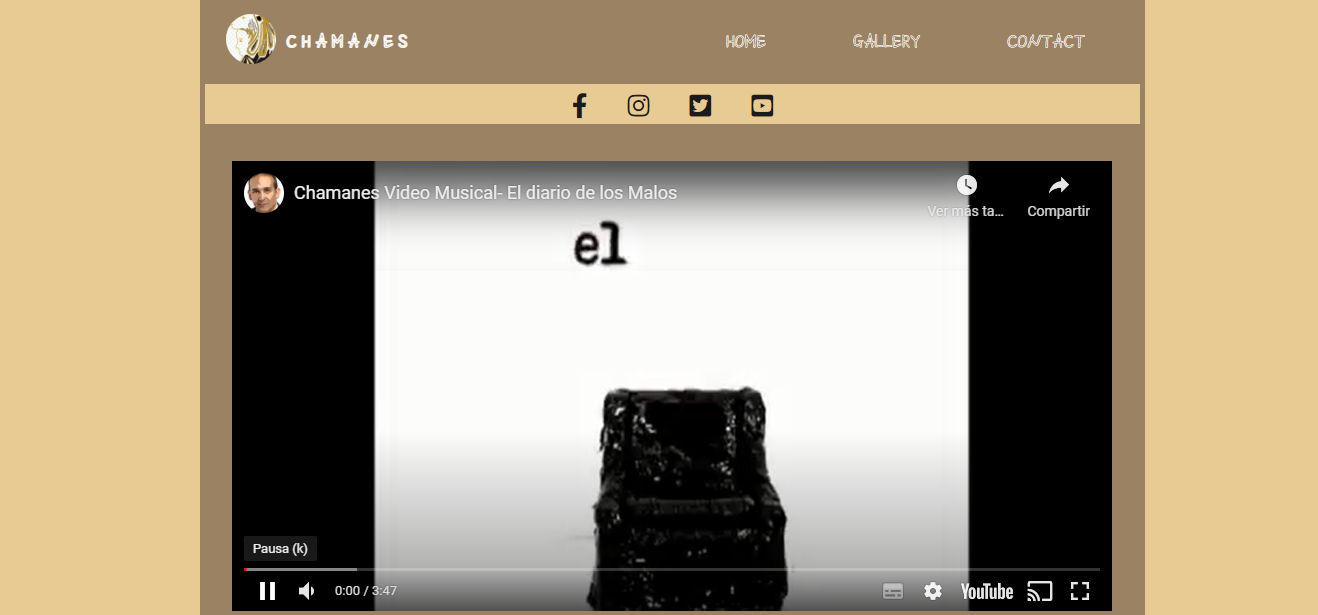 CHAMANES
HOME GALLERY CONTACT
Chamanes Video Musical- El diario de los Malos
Ver más ta...
Compartir
el
Pausa (k)
0:00 / 3:47
YouTube